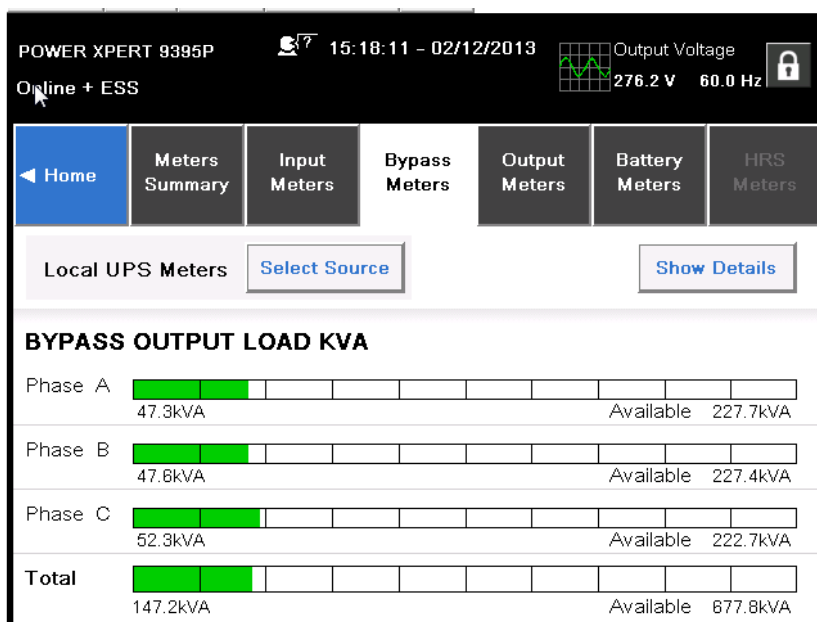 POWER XPERT 9395P
? 15:18:11 - 02/12/2013
Output Voltage
Online + ESS
276.2 V 60.0 Hz
Home
Meters Summary
Input Meters
Bypass Meters
Output Meters
Battery Meters
HRS Meters
Local UPS Meters
Select Source
Show Details
BYPASS OUTPUT LOAD KVA
Phase A
47.3kVA Available 227.7kVA
Phase B
47.6kVA Available 227.4kVA
Phase C
52.3kVA Available 222.7kVA
Total
147.2kVA Available 677.8kVA